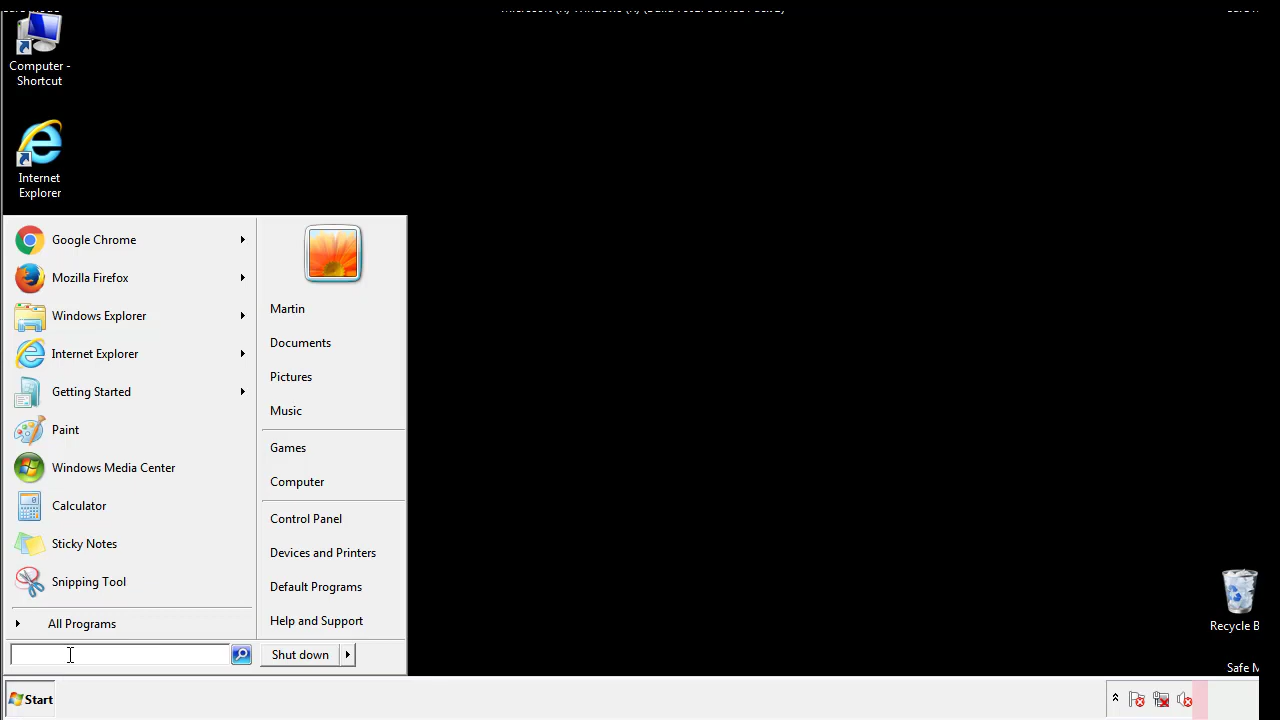 Computer -
Shortcut
Internet
Explorer
Google Chrome
Mozilla Firefox
Windows Explorer
Internet Explorer
Getting Started
Paint
Windows Media Center
Calculator
Sticky Notes
Snipping Tool
All Programs
Martin
Documents
Pictures
Music
Games
Computer
Control Panel
Devices and Printers
Default Programs
Help and Support
Shut down
Recycle B
Safe M
Start